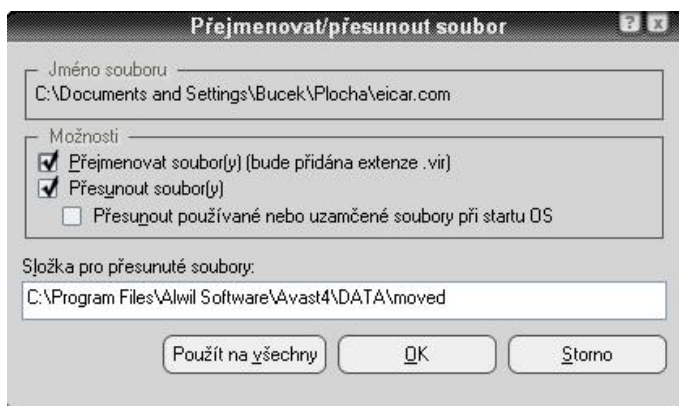 Přejmenovat/přesunout soubor
Jméno souboru
C:\Documents and Settings\Bucek\Plocha\eicar.com
Možnosti
Přejmenovat soubor(y) (bude přidána extenze .vir)
Přesunout soubor(y)
Přesunout používané nebo uzamčené soubory při startu OS
Složka pro přesunuté soubory:
C:\Program Files\Alwil Software\Avast4\DATA\moved
Použít na všechny OK Storno